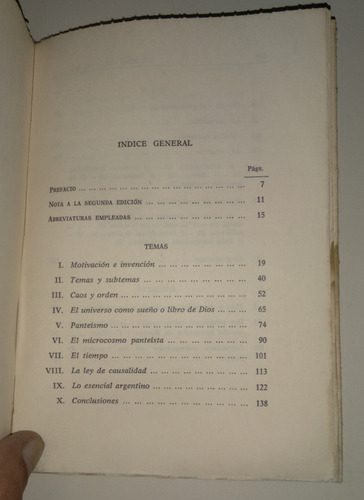 INDICE GENERAL
Pág.
PREFACIO ... ... ... ... ... ... ... ... ... ... ... ... ... ... 7
NOTA A LA SEGUNDA EDICIÓN ... ... ... ... ... ... ... ... 11
ABREVIATURAS EMPLEADAS ... ... ... ... ... ... ... ... ... 15
TEMAS
I. Motivación e invención ... ... ... ... ... ... ... ... 19
II. Temas y subtemas ... ... ... ... ... ... ... ... ... 40
III. Caos y orden ... ... ... ... ... ... ... ... ... ... 52
IV. El universo como sueño o libro de Dios ... ... ... ... 65
V. Panteísmo ... ... ... ... ... ... ... ... ... ... ... 74
VI. El microcosmo panteísta ... ... ... ... ... ... ... 90
VII. El tiempo ... ... ... ... ... ... ... ... ... ... ... 101
VIII. La ley de causalidad ... ... ... ... ... ... ... ... 113
IX. Lo esencial argentino ... ... ... ... ... ... ... ... 122
X. Conclusiones ... ... ... ... ... ... ... ... ... ... 138